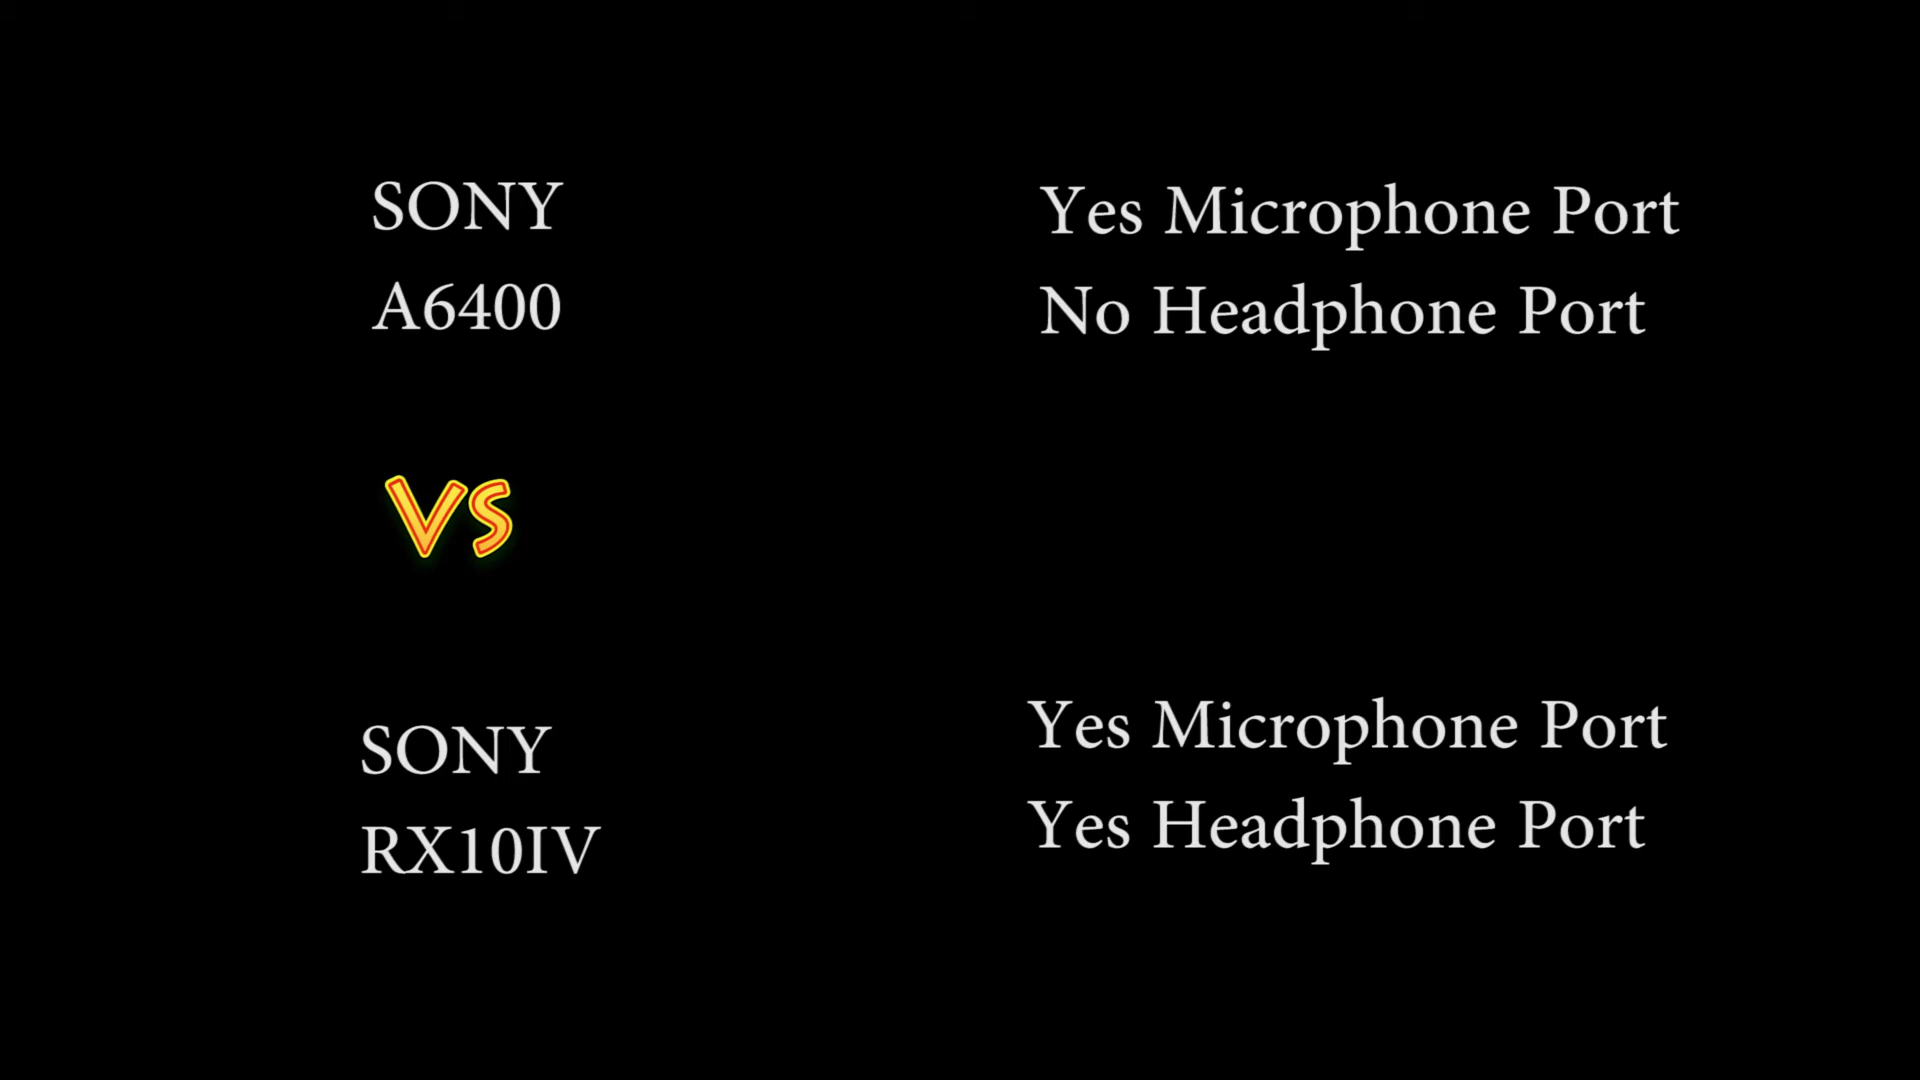 SONY
A6400
Yes Microphone Port
No Headphone Port
VS
SONY
RX10IV
Yes Microphone Port
Yes Headphone Port